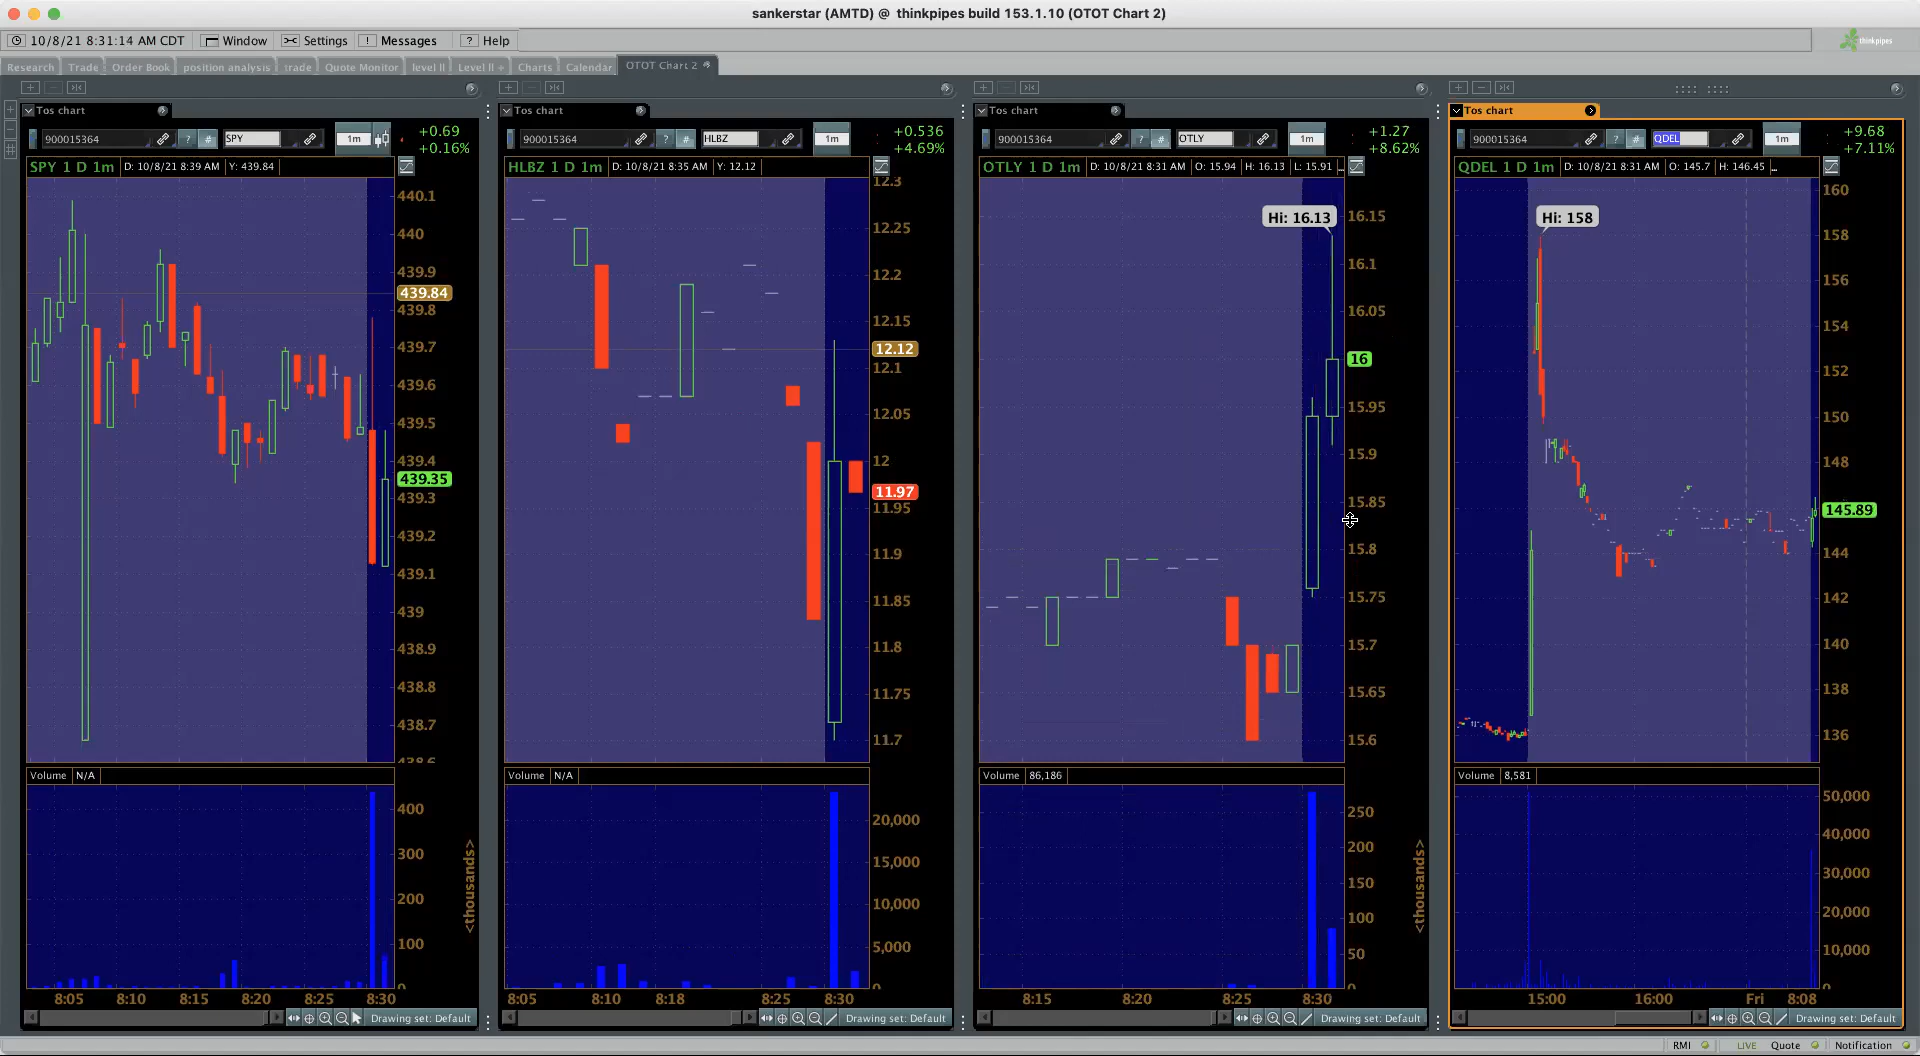 sankerstar (AMTD) @ thinkpipes build 153.1.10 (OTOT Chart 2)
10/8/21 8:31:14 AM CDT Window Settings ! Messages ? Help thinkpipes
Research Trade Order Book position analysis trade Quote Monitor level II Level II + Charts Calendar OTOT Chart 2
Tos chart
900015364 ? # SPY 1m +0.69
+0.16%
SPY 1 D 1m D: 10/8/21 8:39 AM Y: 439.84
440.1
440
439.9
439.84
439.8
439.7
439.6
439.5
439.4
439.35
439.3
439.2
439.1
439
438.9
438.8
438.7
438.6
Volume N/A
400
300
200
100
0
<thousands>
8:05 8:10 8:15 8:20 8:25 8:30
Drawing set: Default
Tos chart
900015364 ? # HLBZ 1m +0.536
+4.69%
HLBZ 1 D 1m D: 10/8/21 8:35 AM Y: 12.12
12.3
12.25
12.2
12.15
12.12
12.1
12.05
12
11.97
11.95
11.9
11.85
11.8
11.75
11.7
Volume N/A
20,000
15,000
10,000
5,000
0
8:05 8:10 8:18 8:25 8:30
Drawing set: Default
Tos chart
900015364 ? # OTLY 1m +1.27
+8.62%
OTLY 1 D 1m D: 10/8/21 8:31 AM O: 15.94 H: 16.13 L: 15.91 ...
Hi: 16.13
16.15
16.1
16.05
16
15.95
15.9
15.85
15.8
15.75
15.7
15.65
15.6
Volume 86,186
250
200
150
100
50
0
<thousands>
8:15 8:20 8:25 8:30
Drawing set: Default
Tos chart
900015364 ? # QDEL 1m +9.68
+7.11%
QDEL 1 D 1m D: 10/8/21 8:31 AM O: 145.7 H: 146.45 ...
Hi: 158
160
158
156
154
152
150
148
145.89
144
142
140
138
136
Volume 8,581
50,000
40,000
30,000
20,000
10,000
0
15:00 16:00 Fri 8:08
Drawing set: Default
RMI LIVE Quote Notification